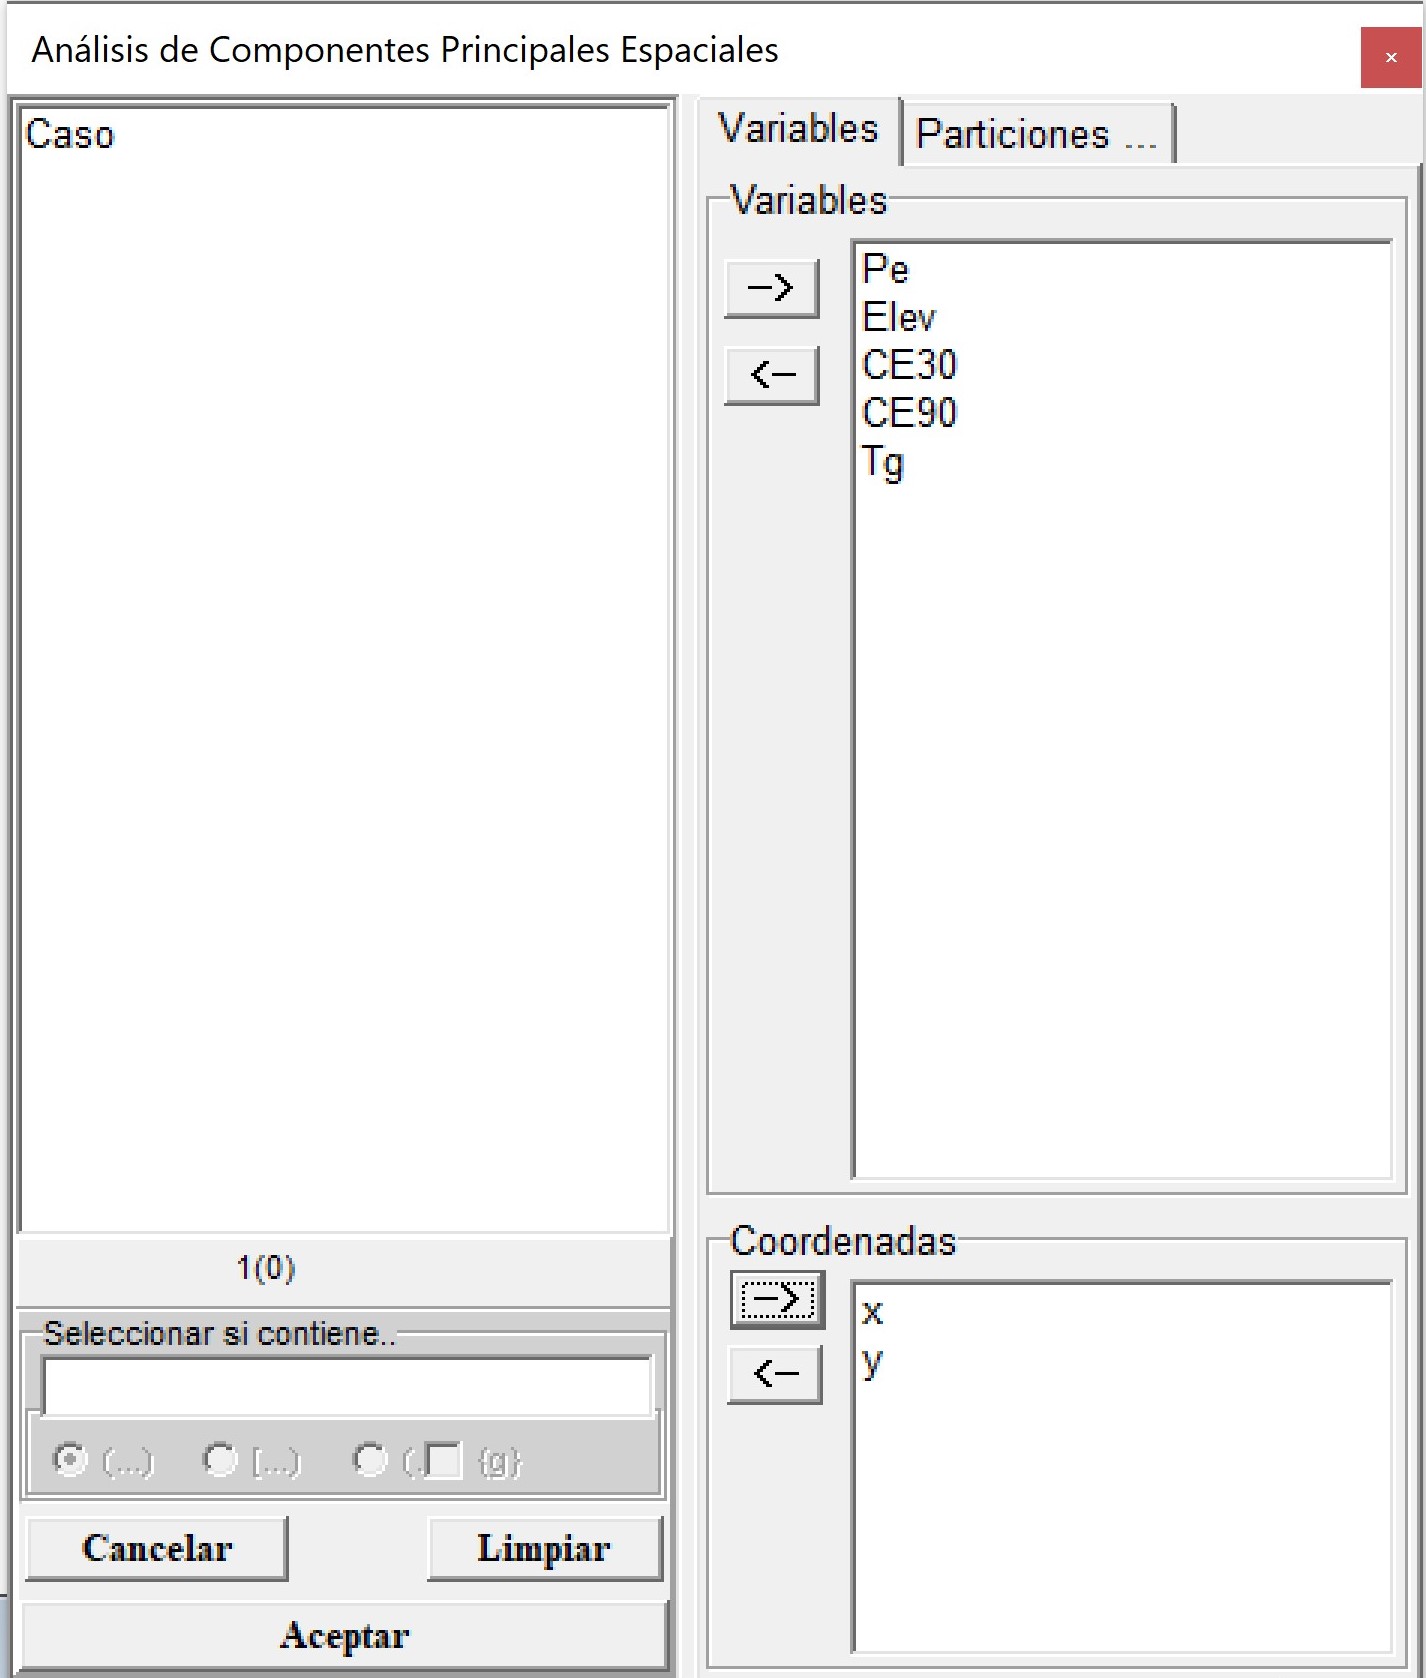 Análisis de Componentes Principales Espaciales
x
Caso
1(0)
Seleccionar si contiene..
(...)
[...)
(.
{g}
Cancelar
Limpiar
Aceptar
Variables
Particiones ...
Variables
-->
<--
Pe
Elev
CE30
CE90
Tg
Coordenadas
-->
<--
x
y